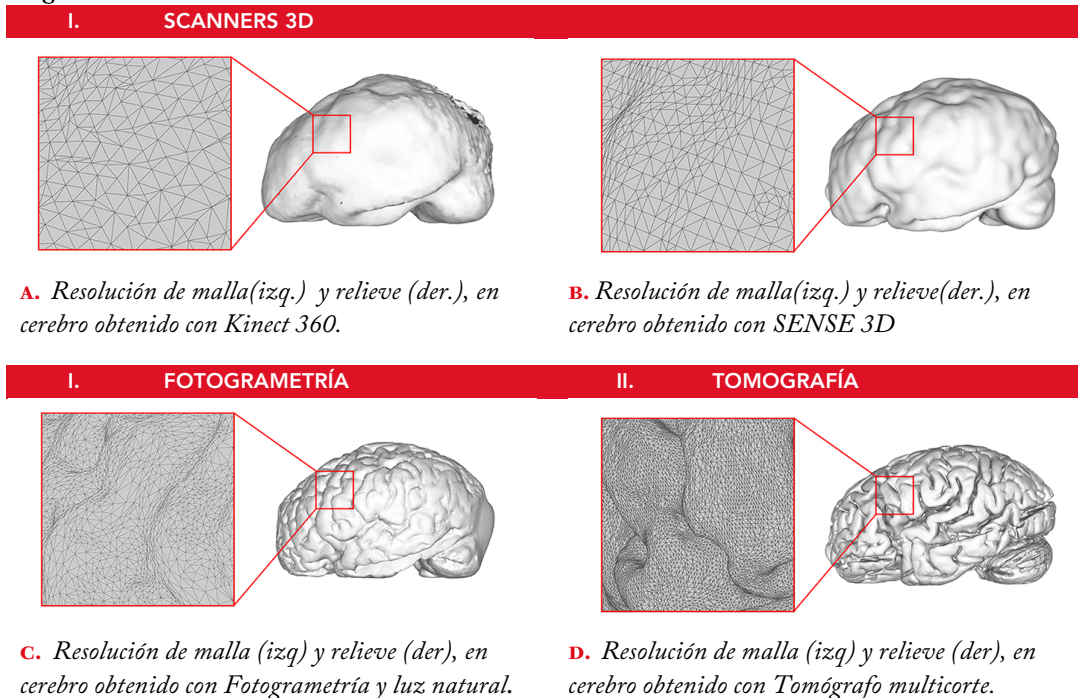 I. SCANNERS 3D
A. Resolución de malla(izq.) y relieve (der.), en
cerebro obtenido con Kinect 360.
B. Resolución de malla(izq.) y relieve(der.), en
cerebro obtenido con SENSE 3D
I. FOTOGRAMETRÍA
II. TOMOGRAFÍA
C. Resolución de malla (izq) y relieve (der), en
cerebro obtenido con Fotogrametría y luz natural.
D. Resolución de malla (izq) y relieve (der), en
cerebro obtenido con Tomógrafo multicorte.